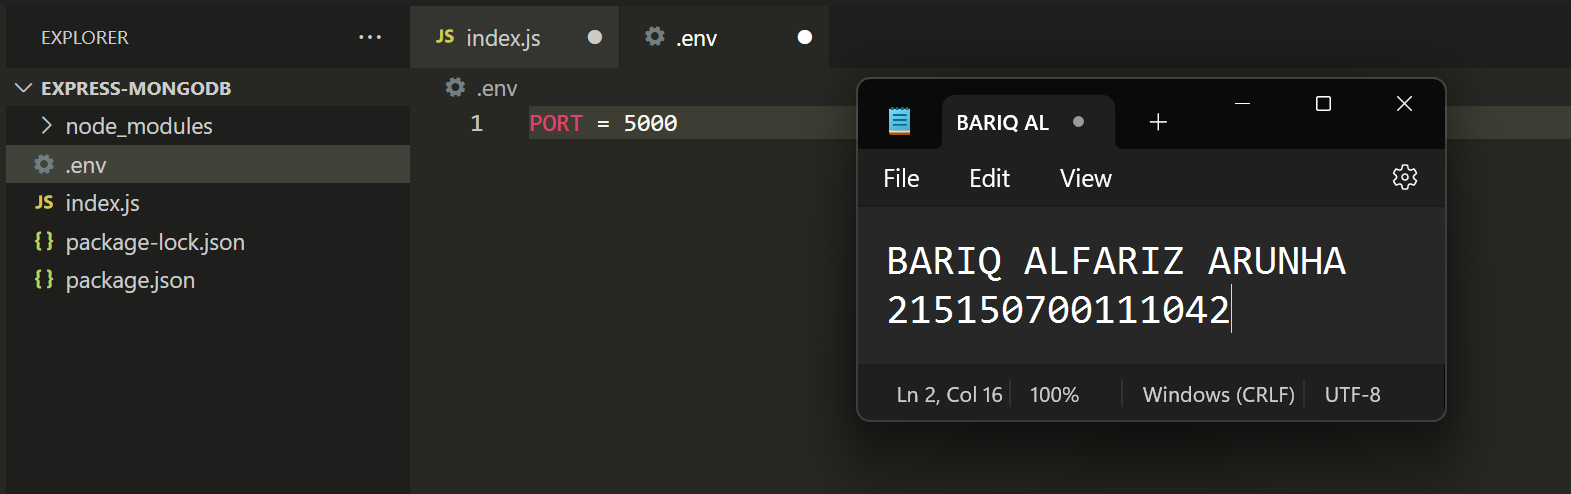 EXPLORER ...
EXPRESS-MONGODB
node_modules
.env
JS index.js
{} package-lock.json
{} package.json
JS index.js
.env
.env
1 PORT = 5000
BARIQ AL
File Edit View
BARIQ ALFARIZ ARUNHA
215150700111042
Ln 2, Col 16 100% Windows (CRLF) UTF-8